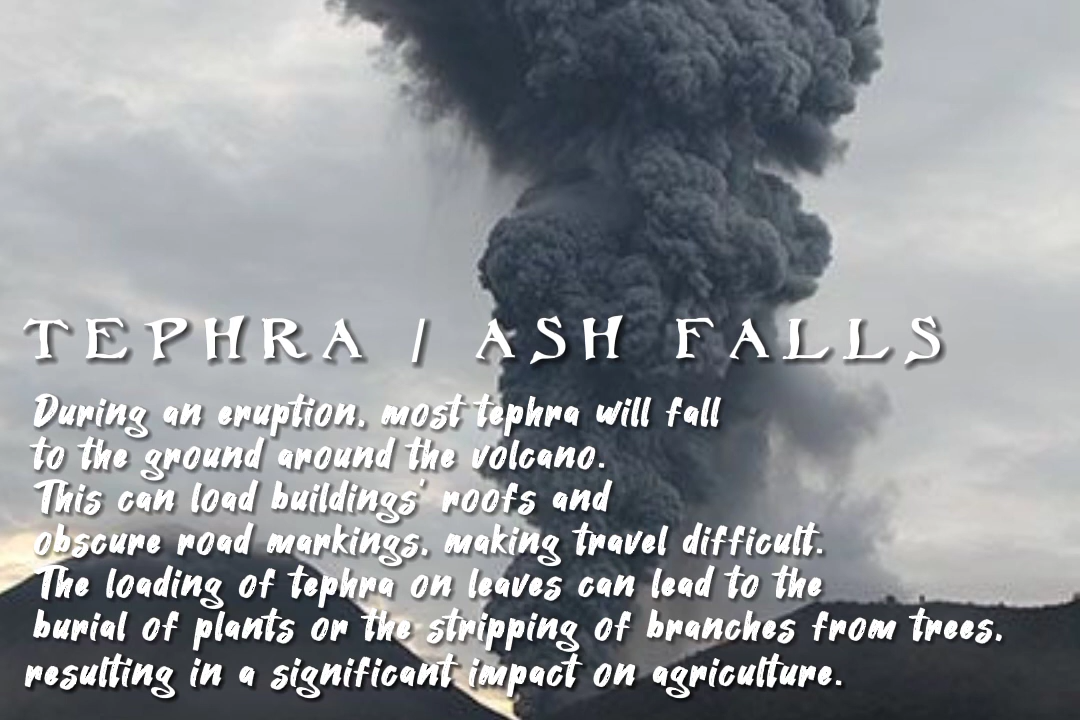 TEPHRA / ASH FALLS
During an eruption, most tephra will fall
to the ground around the volcano.
This can load buildings' roofs and
obscure road markings, making travel difficult.
The loading of tephra on leaves can lead to the
burial of plants or the stripping of branches from trees,
resulting in a significant impact on agriculture.